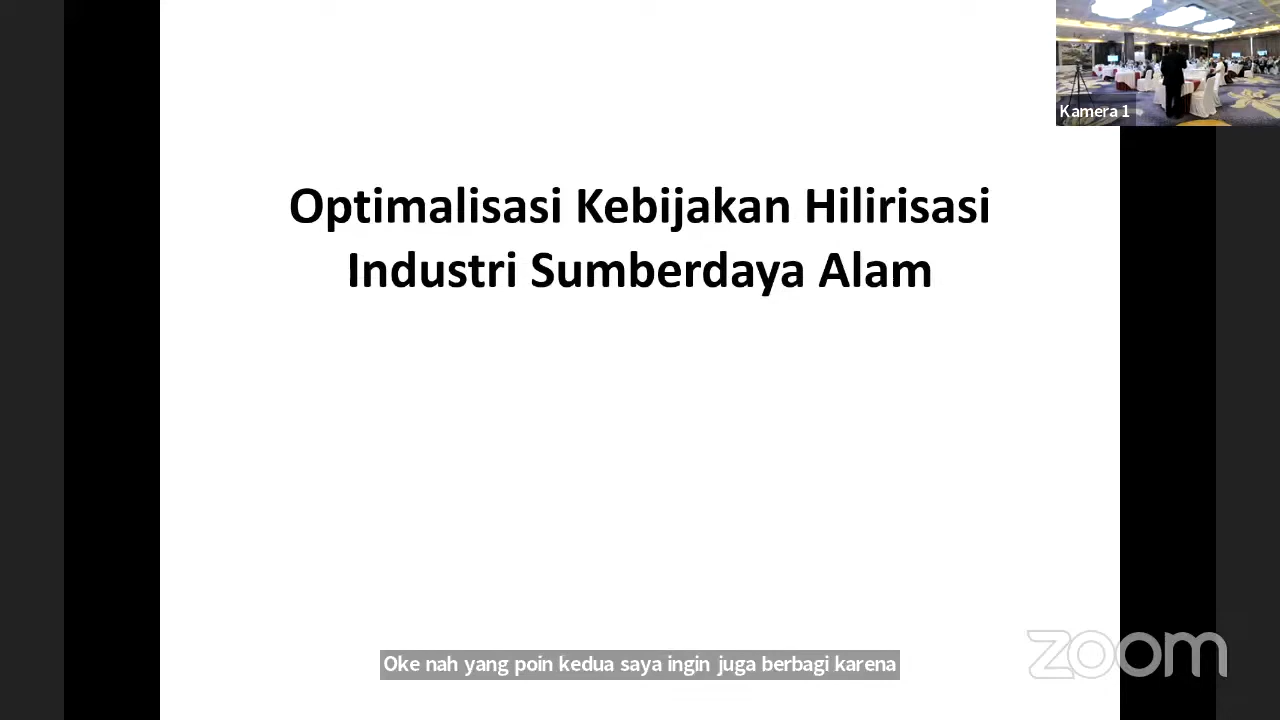 Kamera 1
Optimalisasi Kebijakan Hilirisasi
Industri Sumberdaya Alam
Oke nah yang poin kedua saya ingin juga berbagi karena
zoom